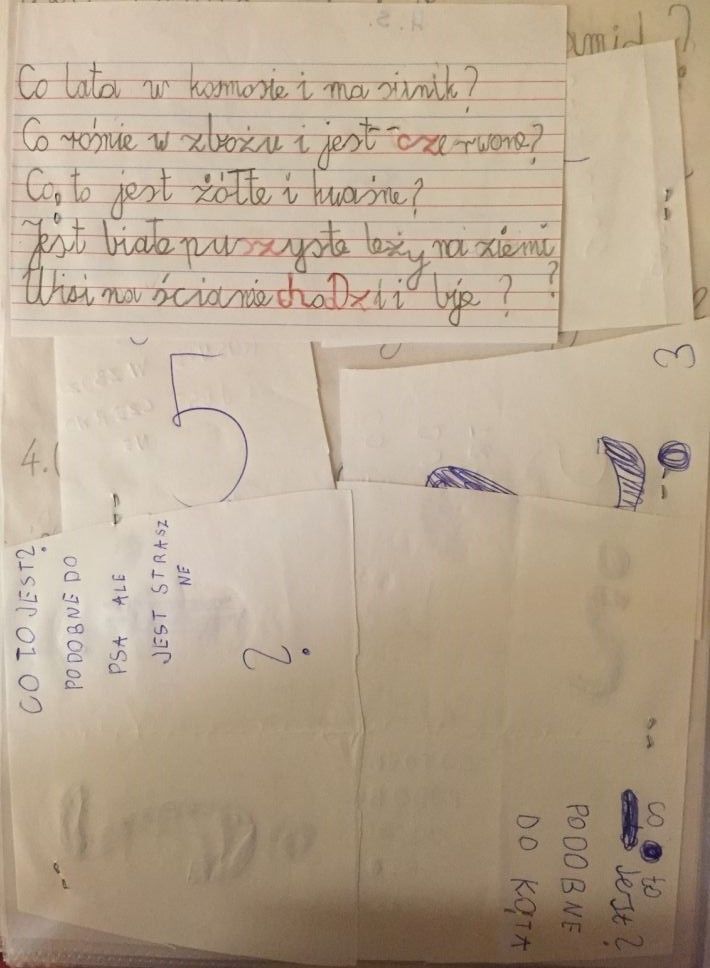 Co lata w kosmosie i ma silnik?
Co rośnie w zbożu i jest czerwone?
Co, to jest żółte i kwaśne?
Jest białe puszyste leży na ziemi
?
Wisi na ścianie choDzi i bije ?
5
3
4.
CO TO JEST?
PODOBNE DO
PSA ALE
JEST STRASZ
NE
?
co to
jest?
PODOBNE
DO KĄTA